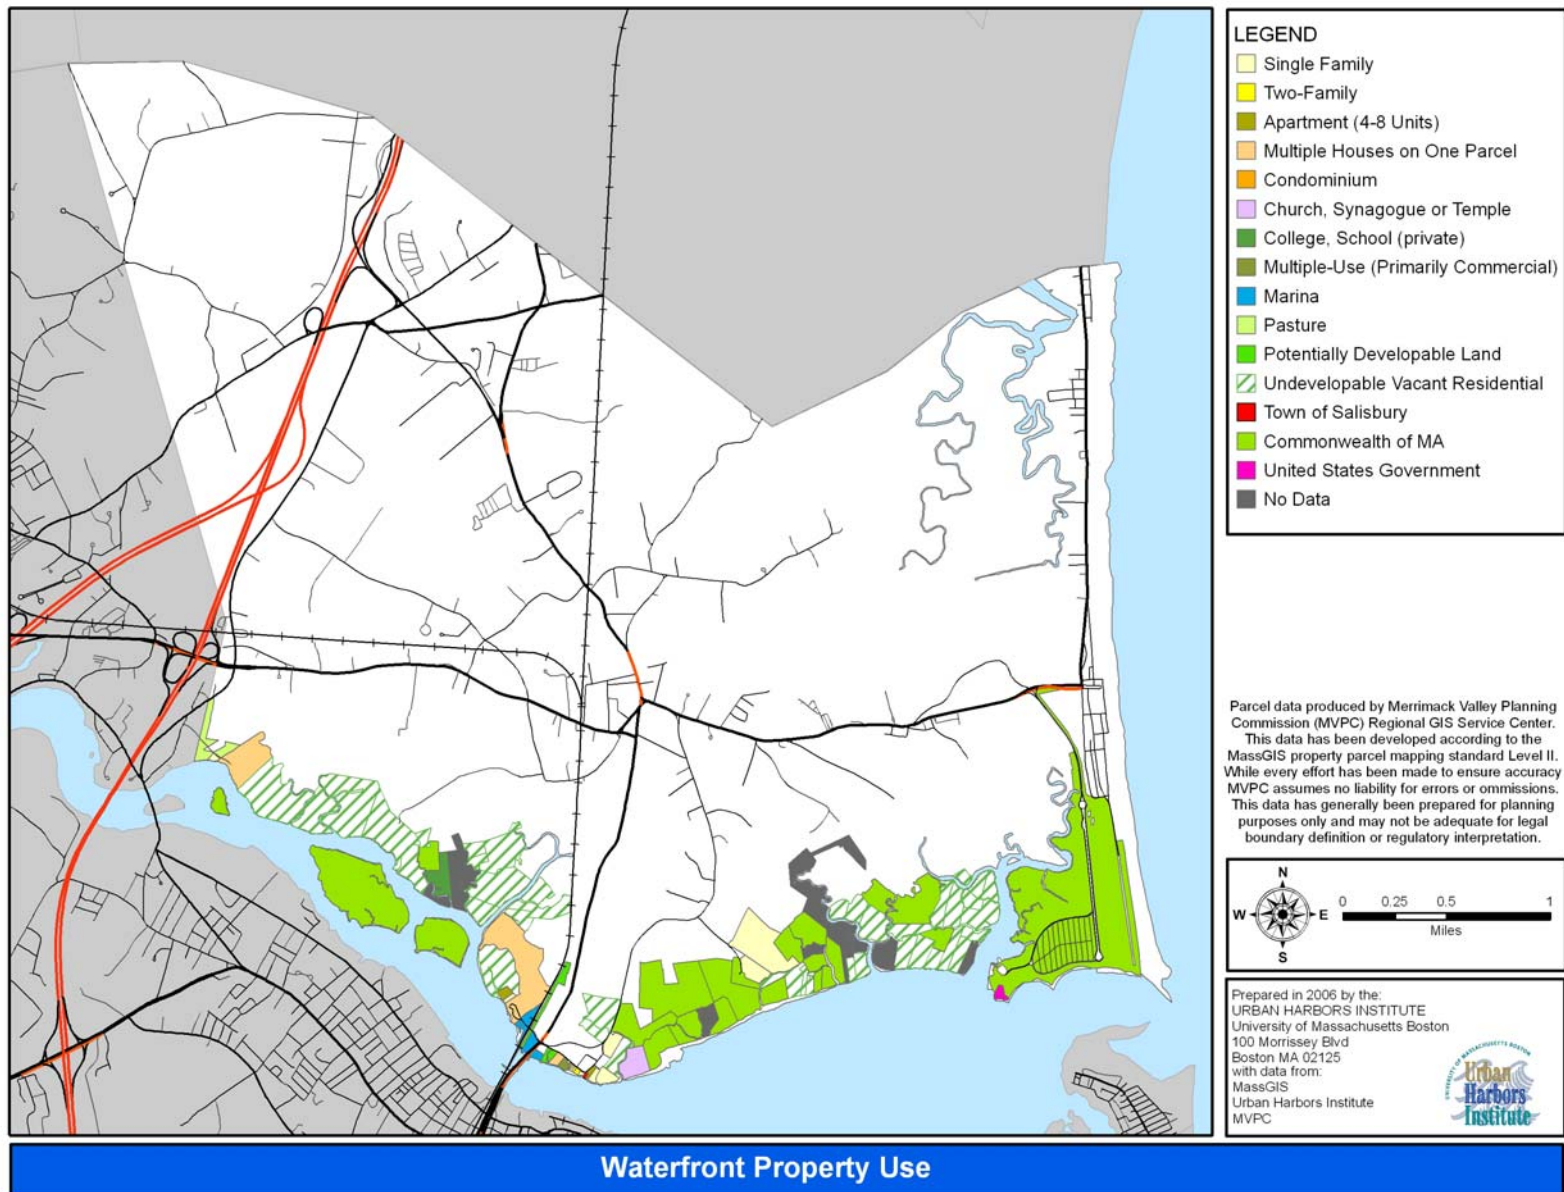 LEGEND
Single Family
Two-Family
Apartment (4-8 Units)
Multiple Houses on One Parcel
Condominium
Church, Synagogue or Temple
College, School (private)
Multiple-Use (Primarily Commercial)
Marina
Pasture
Potentially Developable Land
Undevelopable Vacant Residential
Town of Salisbury
Commonwealth of MA
United States Government
No Data
Parcel data produced by Merrimack Valley Planning
Commission (MVPC) Regional GIS Service Center.
This data has been developed according to the
MassGIS property parcel mapping standard Level II.
While every effort has been made to ensure accuracy
MVPC assumes no liability for errors or ommissions.
This data has generally been prepared for planning
purposes only and may not be adequate for legal
boundary definition or regulatory interpretation.
N
W E
S
0 0.25 0.5 1
Miles
Prepared in 2006 by the:
URBAN HARBORS INSTITUTE
University of Massachusetts Boston
100 Morrissey Blvd
Boston MA 02125
with data from:
MassGIS
Urban Harbors Institute
MVPC
UNIVERSITY OF MASSACHUSETTS BOSTON
Urban
Harbors
Institute
Waterfront Property Use